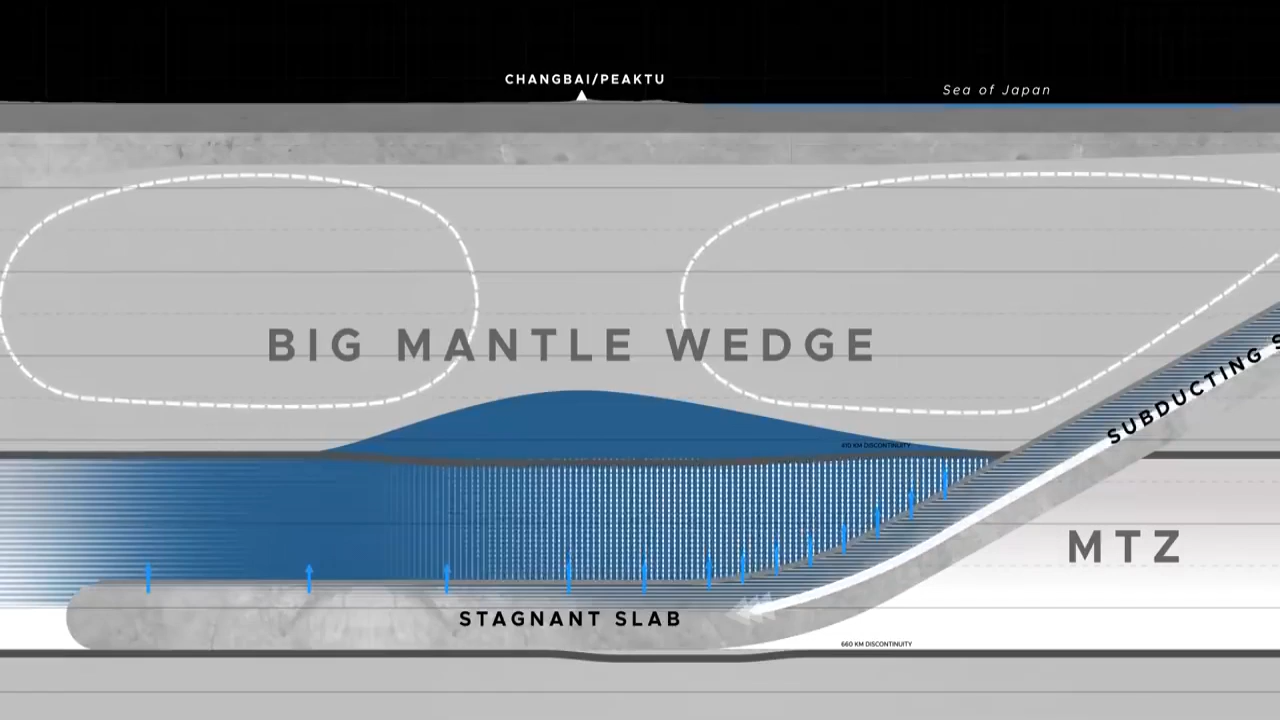 CHANGBAI/PEAKTU
Sea of Japan
BIG MANTLE WEDGE
SUBDUCTING S
410 KM DISCONTINUITY
MTZ
STAGNANT SLAB
660 KM DISCONTINUITY